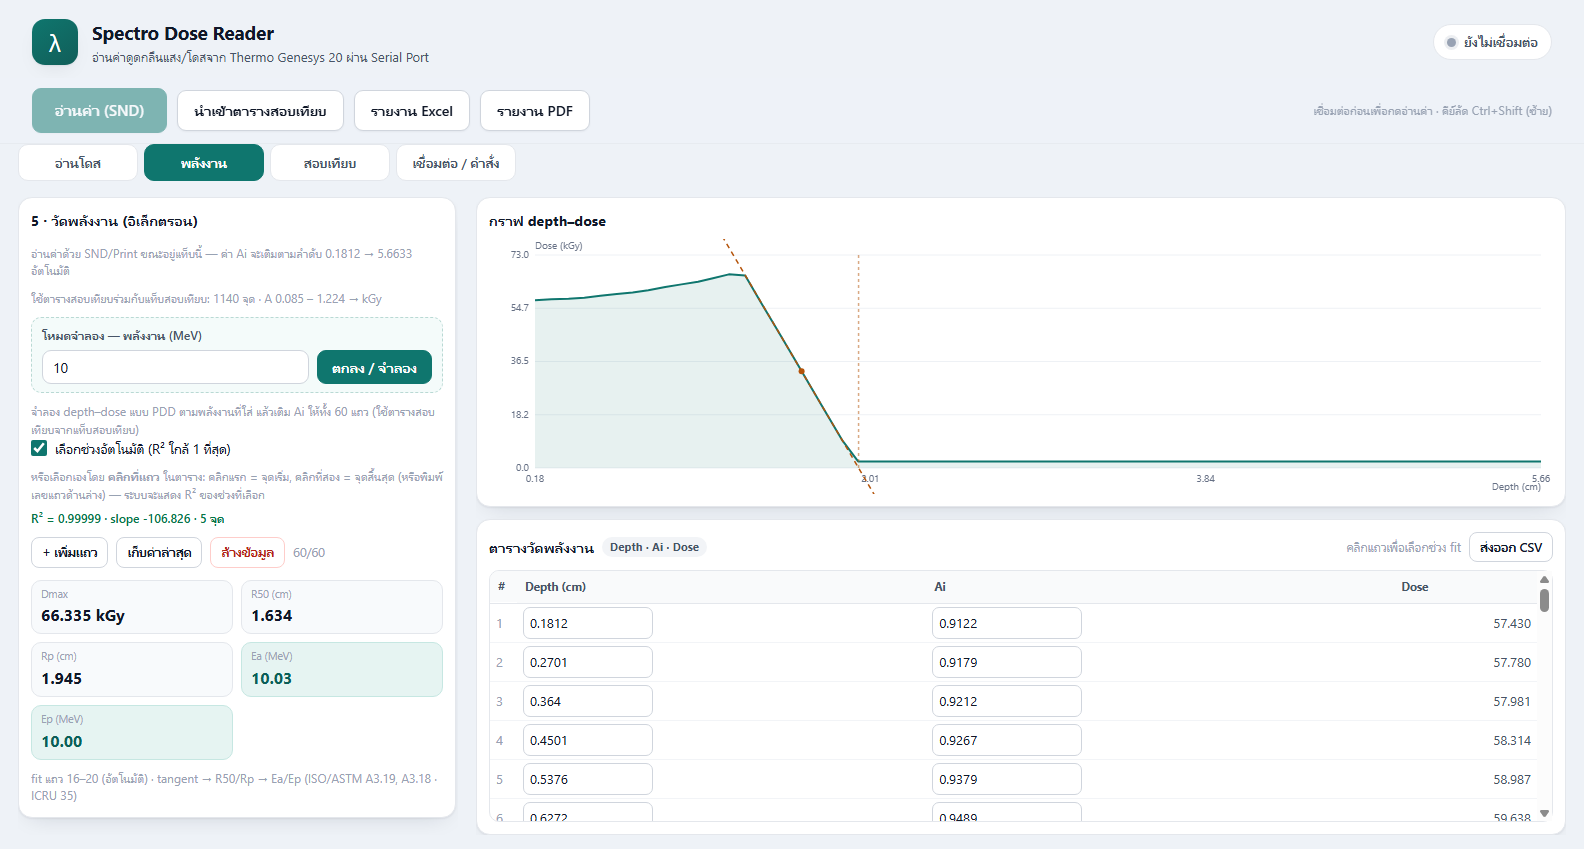 λ
Spectro Dose Reader
อ่านค่าดูดกลืนแสง/โดสจาก Thermo Genesys 20 ผ่าน Serial Port
ยังไม่เชื่อมต่อ
อ่านค่า (SND)
นำเข้าตารางสอบเทียบ
รายงาน Excel
รายงาน PDF
เชื่อมต่อก่อนเพื่อกดอ่านค่า · คีย์ลัด Ctrl+Shift (ซ้าย)
อ่านโดส
พลังงาน
สอบเทียบ
เชื่อมต่อ / คำสั่ง
5 · วัดพลังงาน (อิเล็กตรอน)
อ่านค่าด้วย SND/Print ขณะอยู่แท็บนี้ — ค่า Ai จะเติมตามลำดับ 0.1812 → 5.6633
อัตโนมัติ
ใช้ตารางสอบเทียบร่วมกับแท็บสอบเทียบ: 1140 จุด · A 0.085 – 1.224 → kGy
โหมดจำลอง — พลังงาน (MeV)
10
ตกลง / จำลอง
จำลอง depth–dose แบบ PDD ตามพลังงานที่ใส่ แล้วเติม Ai ให้ทั้ง 60 แถว (ใช้ตารางสอบ
เทียบจากแท็บสอบเทียบ)
เลือกช่วงอัตโนมัติ (R² ใกล้ 1 ที่สุด)
หรือเลือกเองโดย คลิกที่แถว ในตาราง: คลิกแรก = จุดเริ่ม, คลิกที่สอง = จุดสิ้นสุด (หรือพิมพ์
เลขแถวด้านล่าง) — ระบบจะแสดง R² ของช่วงที่เลือก
R² = 0.99999 · slope -106.826 · 5 จุด
+ เพิ่มแถว
เก็บค่าล่าสุด
ล้างข้อมูล
60/60
Dmax
66.335 kGy
R50 (cm)
1.634
Rp (cm)
1.945
Ea (MeV)
10.03
Ep (MeV)
10.00
fit แถว 16–20 (อัตโนมัติ) · tangent → R50/Rp → Ea/Ep (ISO/ASTM A3.19, A3.18 ·
ICRU 35)
กราฟ depth–dose
Dose (kGy)
73.0
54.7
36.5
18.2
0.0
0.18
2.01
3.84
5.66
Depth (cm)
ตารางวัดพลังงาน
Depth · Ai · Dose
คลิกแถวเพื่อเลือกช่วง fit
ส่งออก CSV
# Depth (cm) Ai Dose
1 0.1812 0.9122 57.430
2 0.2701 0.9179 57.780
3 0.364 0.9212 57.981
4 0.4501 0.9267 58.314
5 0.5376 0.9379 58.987
6 0.6272 0.9489 59.638